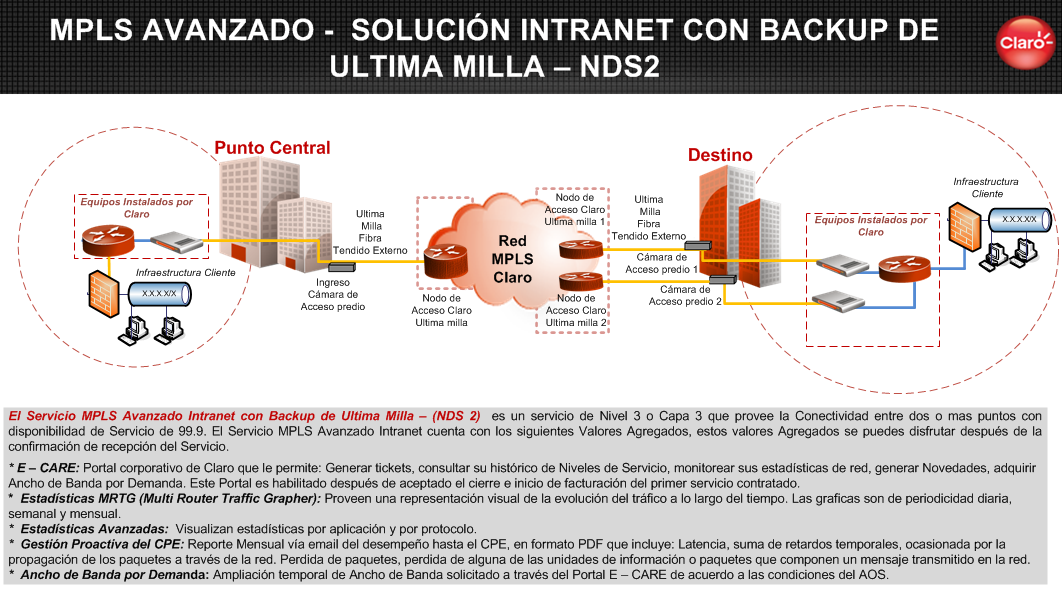 MPLS AVANZADO -  SOLUCIÓN INTRANET CON BACKUP DE
ULTIMA MILLA – NDS2
Claro
Punto Central
Equipos Instalados por
Claro
Infraestructura Cliente
X.X.X.X/X
Ultima
Milla
Fibra
Tendido Externo
Ingreso
Cámara de
Acceso predio
Nodo de
Acceso Claro
Ultima milla
Red
MPLS
Claro
Nodo de
Acceso Claro
Ultima milla 1
Nodo de
Acceso Claro
Ultima milla 2
Ultima
Milla
Fibra
Tendido Externo
Cámara de
Acceso predio 1
Cámara de
Acceso predio 2
Destino
Equipos Instalados por
Claro
Infraestructura
Cliente
X.X.X.X/X
El Servicio MPLS Avanzado Intranet con Backup de Ultima Milla – (NDS 2)  es un servicio de Nivel 3 o Capa 3 que provee la Conectividad entre dos o mas puntos con
disponibilidad de Servicio de 99.9. El Servicio MPLS Avanzado Intranet cuenta con los siguientes Valores Agregados, estos valores Agregados se puedes disfrutar después de la
confirmación de recepción del Servicio.
* E – CARE: Portal corporativo de Claro que le permite: Generar tickets, consultar su histórico de Niveles de Servicio, monitorear sus estadísticas de red, generar Novedades, adquirir
Ancho de Banda por Demanda. Este Portal es habilitado después de aceptado el cierre e inicio de facturación del primer servicio contratado.
* Estadísticas MRTG (Multi Router Traffic Grapher): Proveen una representación visual de la evolución del tráfico a lo largo del tiempo. Las graficas son de periodicidad diaria,
semanal y mensual.
* Estadísticas Avanzadas: Visualizan estadísticas por aplicación y por protocolo.
* Gestión Proactiva del CPE: Reporte Mensual vía email del desempeño hasta el CPE, en formato PDF que incluye: Latencia, suma de retardos temporales, ocasionada por la
propagación de los paquetes a través de la red. Perdida de paquetes, perdida de alguna de las unidades de información o paquetes que componen un mensaje transmitido en la red.
* Ancho de Banda por Demanda: Ampliación temporal de Ancho de Banda solicitado a través del Portal E – CARE de acuerdo a las condiciones del AOS.